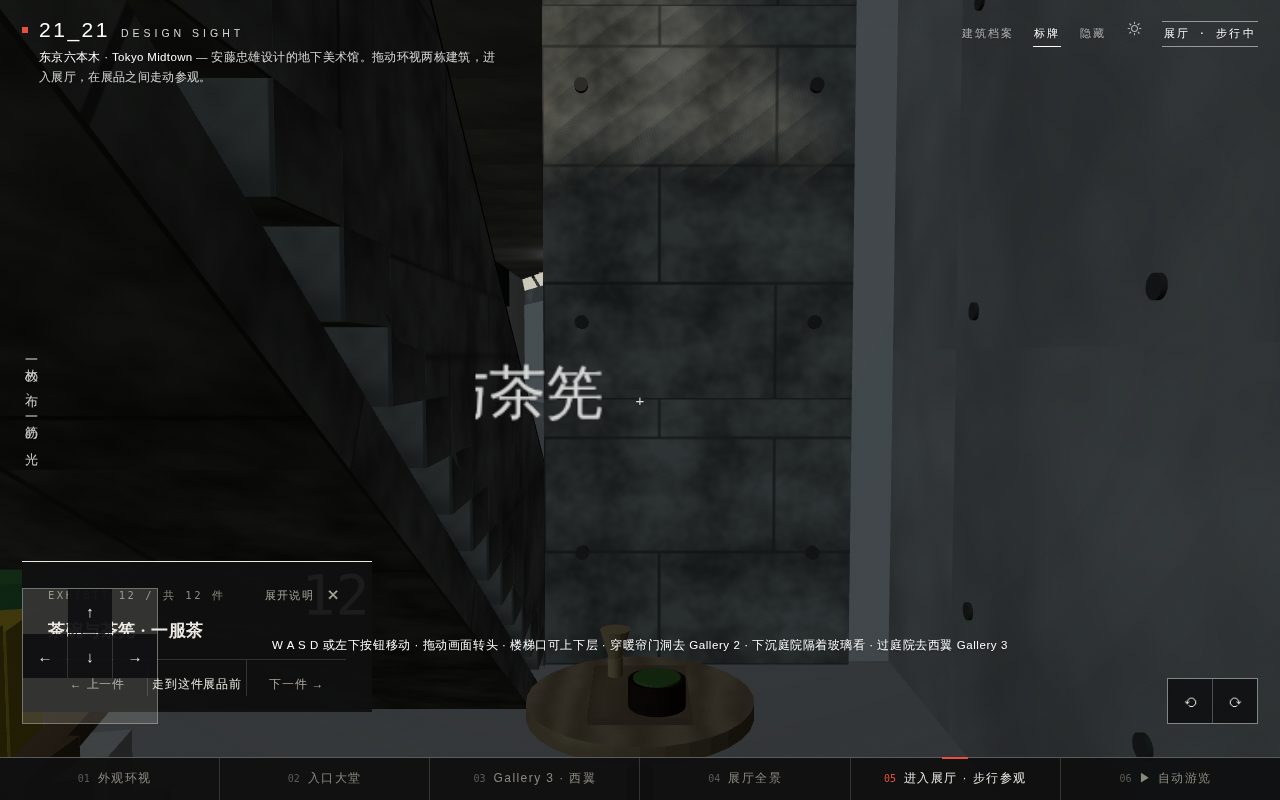 21_21 DESIGN SIGHT
东京六本木 · Tokyo Midtown — 安藤忠雄设计的地下美术馆。拖动环视两栋建筑,进
入展厅,在展品之间走动参观。
建筑档案 标牌 隐藏 展厅 · 步行中
茶筅
+
一枚の布、一筋の光
12 / 共 12 件 展开说明 ✕
12
茶筅 · 一服茶
W A S D 或左下按钮移动 · 拖动画面转头 · 楼梯口可上下层 · 穿暖帘门洞去 Gallery 2 · 下沉庭院隔着玻璃看 · 过庭院去西翼 Gallery 3
↑
← ↓ →
← 上一件 走到这件展品前 下一件 →
⟲ ⟳
01 外观环视 02 入口大堂 03 Gallery 3 · 西翼 04 展厅全景 05 进入展厅 · 步行参观 06 ▶ 自动游览